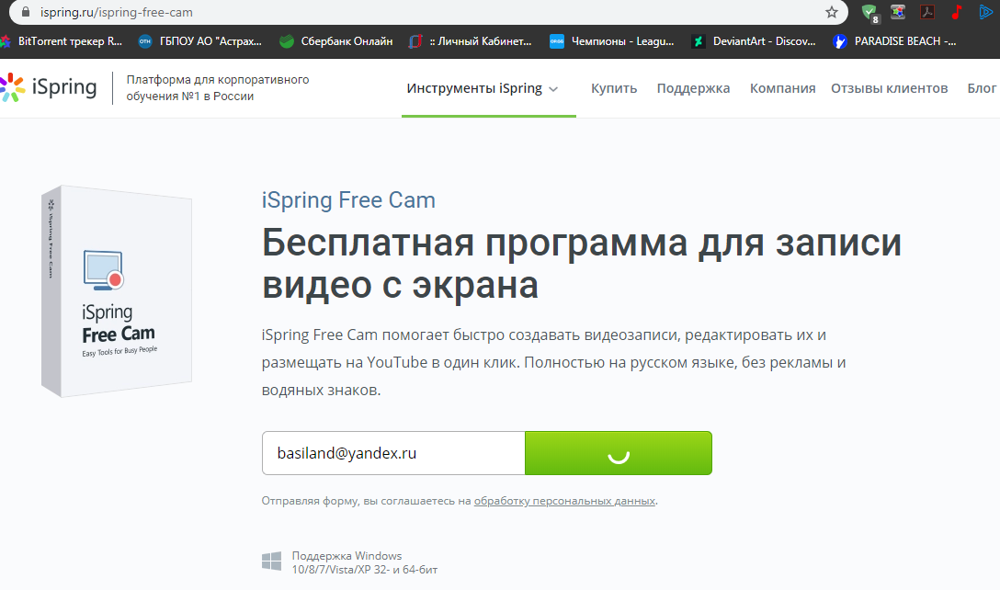 ispring.ru/ispring-free-cam
8
BitTorrent трекер R...
ГБПОУ АО "Астрах...
Сбербанк Онлайн
:: Личный Кабинет...
Чемпионы - Leagu...
DeviantArt - Discov...
PARADISE BEACH -...
iSpring
Платформа для корпоративного
обучения №1 в России
Инструменты iSpring
Купить
Поддержка
Компания
Отзывы клиентов
Блог
iSpring Free Cam
iSpring
Free Cam
Easy Tools for Busy People
iSpring Free Cam
Бесплатная программа для записи
видео с экрана
iSpring Free Cam помогает быстро создавать видеозаписи, редактировать их и
размещать на YouTube в один клик. Полностью на русском языке, без рекламы и
водяных знаков.
basiland@yandex.ru
Отправляя форму, вы соглашаетесь на обработку персональных данных.
Поддержка Windows
10/8/7/Vista/XP 32- и 64-бит